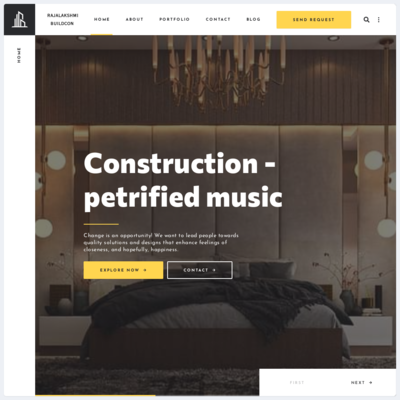 RAJALAKSHMI
BUILDCON
HOME
ABOUT
PORTFOLIO
CONTACT
BLOG
SEND REQUEST
HOME
Construction -
petrified music
Change is an opportunity! We want to lead people towards
quality solutions and designs that enhance feelings of
closeness, and hopefully, happiness.
EXPLORE NOW
CONTACT
FIRST
NEXT